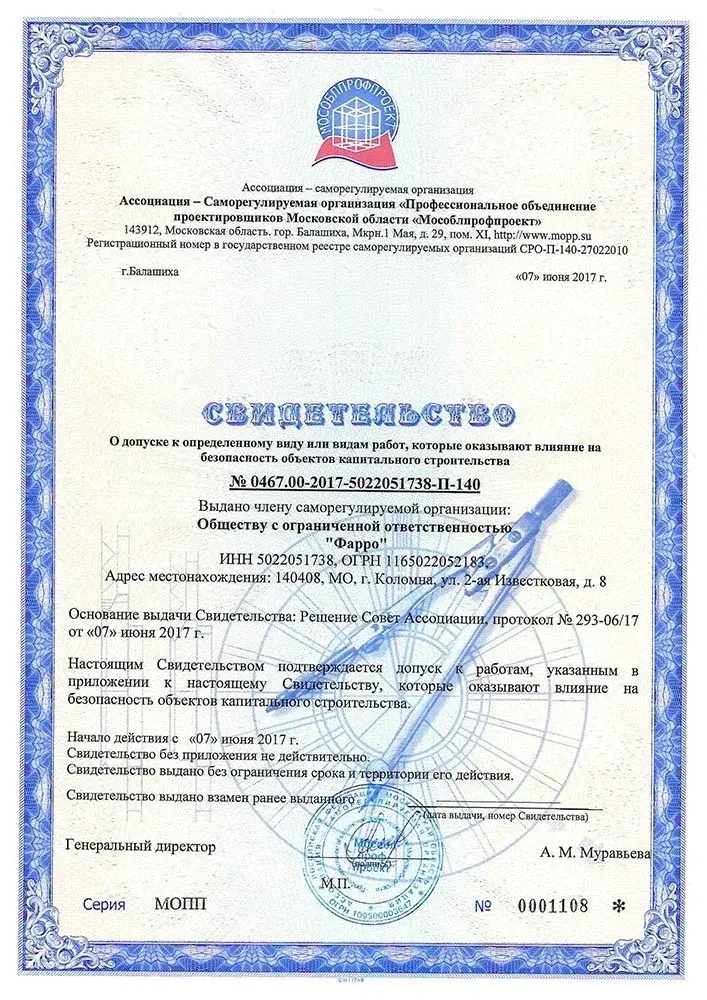 МОСОБЛПРОФПРОЕКТ
Ассоциация – саморегулируемая организация
Ассоциация – Саморегулируемая организация «Профессиональное объединение
проектировщиков Московской области «Мособлпрофпроект»
143912, Московская область. гор. Балашиха, Мкрн.1 Мая, д. 29, пом. XI, http://www.mopp.su
Регистрационный номер в государственном реестре саморегулируемых организаций СРО-П-140-27022010
г.Балашиха
«07» июня 2017 г.
СВИДЕТЕЛЬСТВО
О допуске к определенному виду или видам работ, которые оказывают влияние на
безопасность объектов капитального строительства
№ 0467.00-2017-5022051738-П-140
Выдано члену саморегулируемой организации:
Обществу с ограниченной ответственностью
"Фарро"
ИНН 5022051738, ОГРН 1165022052183,
Адрес местонахождения: 140408, МО, г. Коломна, ул. 2-ая Известковая, д. 8
Основание выдачи Свидетельства: Решение Совет Ассоциации, протокол № 293-06/17
от «07» июня 2017 г.
Настоящим Свидетельством подтверждается допуск к работам, указанным в
приложении к настоящему Свидетельству, которые оказывают влияние на
безопасность объектов капитального строительства.
Начало действия с «07» июня 2017 г.
Свидетельство без приложения не действительно.
Свидетельство выдано без ограничения срока и территории его действия.
Свидетельство выдано взамен ранее выданного
(дата выдачи, номер Свидетельства)
Генеральный директор
(подпись)
А. М. Муравьева
М.П.
Серия МОПП
№ 0001108 *